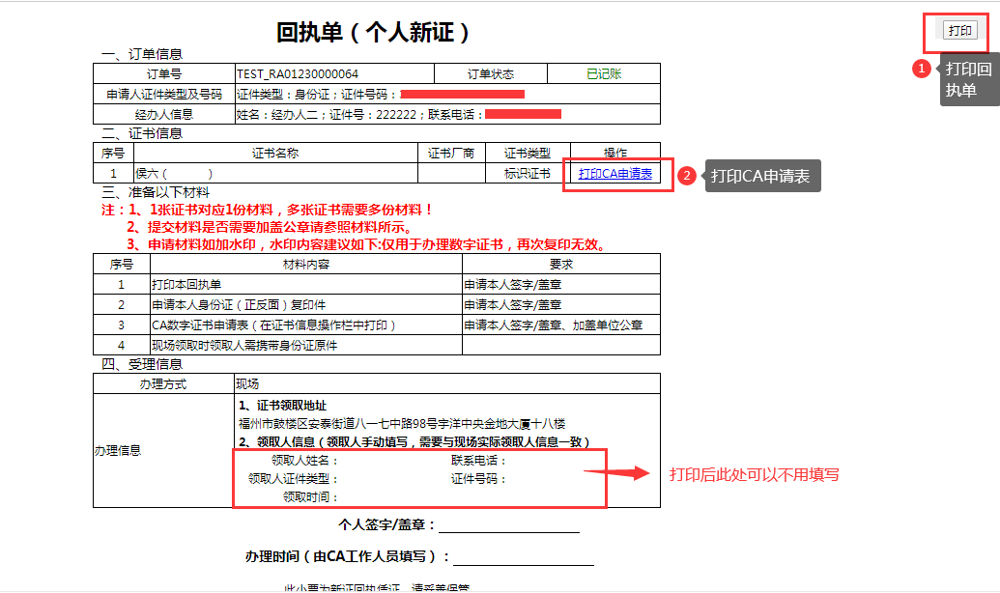 回执单（个人新证）
打印
1 打印回执单
一、订单信息
订单号 TEST_RA01230000064 订单状态 已记账
申请人证件类型及号码 证件类型：身份证；证件号码：
经办人信息 姓名：经办人二；证件号：222222；联系电话：
二、证书信息
序号 证书名称 证书厂商 证书类型 操作
1 侯六（ ） 标识证书 打印CA申请表
2 打印CA申请表
三、准备以下材料
注：1、1张证书对应1份材料，多张证书需要多份材料！
2、提交材料是否需要加盖公章请参照材料所示。
3、申请材料如加水印，水印内容建议如下:仅用于办理数字证书，再次复印无效。
序号 材料内容 要求
1 打印本回执单 申请本人签字/盖章
2 申请本人身份证（正反面）复印件 申请本人签字/盖章
3 CA数字证书申请表（在证书信息操作栏中打印） 申请本人签字/盖章、加盖单位公章
4 现场领取时领取人需携带身份证原件
四、受理信息
办理方式 现场
办理信息
1、证书领取地址
福州市鼓楼区安泰街道八一七中路98号宇洋中央金地大厦十八楼
2、领取人信息（领取人手动填写，需要与现场实际领取人信息一致）
领取人姓名： 联系电话：
领取人证件类型： 证件号码：
领取时间：
打印后此处可以不用填写
个人签字/盖章：
办理时间（由CA工作人员填写）：
此小票为新证回执凭证，请妥善保管